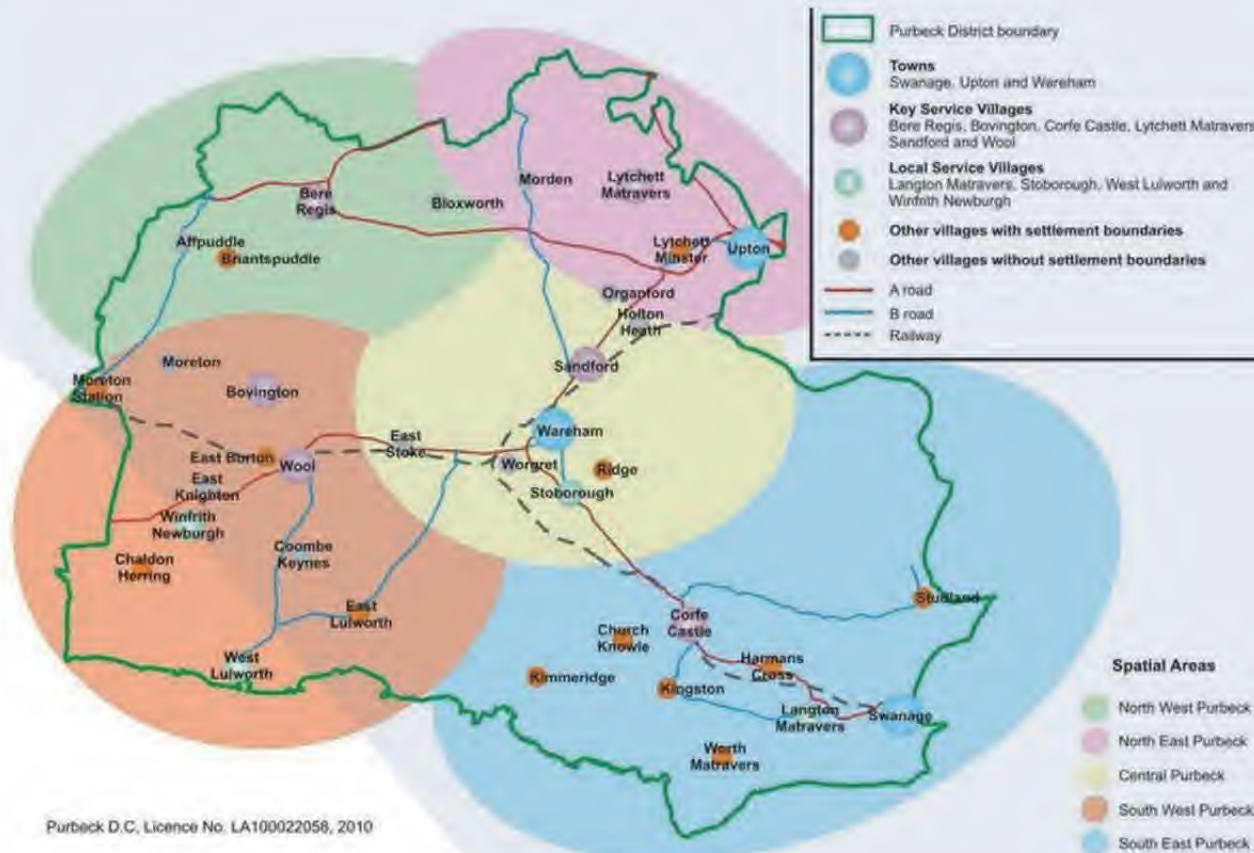 Purbeck District boundary
Towns
Swanage, Upton and Wareham
Key Service Villages
Bere Regis, Bovington, Corfe Castle, Lytchett Matravers
Sandford and Wool
Local Service Villages
Langton Matravers, Stoborough, West Lulworth and
Winfrith Newburgh
Other villages with settlement boundaries
Other villages without settlement boundaries
A road
B road
Railway
Morden
Lytchett
Matravers
Bere
Regis
Bloxworth
Affpuddle
Briantspuddle
Lytchett
Minster
Upton
Organford
Holton
Heath
Moreton
Moreton
Station
Bovington
Sandford
Wareham
East
Stoke
East Burton
Wool
Worgret
Ridge
East
Knighton
Stoborough
Winfrith
Newburgh
Coombe
Keynes
Chaldon
Herring
East
Lulworth
West
Lulworth
Studland
Corfe
Castle
Church
Knowle
Harmans
Cross
Kimmeridge
Kingston
Langton
Matravers
Swanage
Worth
Matravers
Spatial Areas
North West Purbeck
North East Purbeck
Central Purbeck
South West Purbeck
South East Purbeck
Purbeck D.C, Licence No. LA100022058, 2010